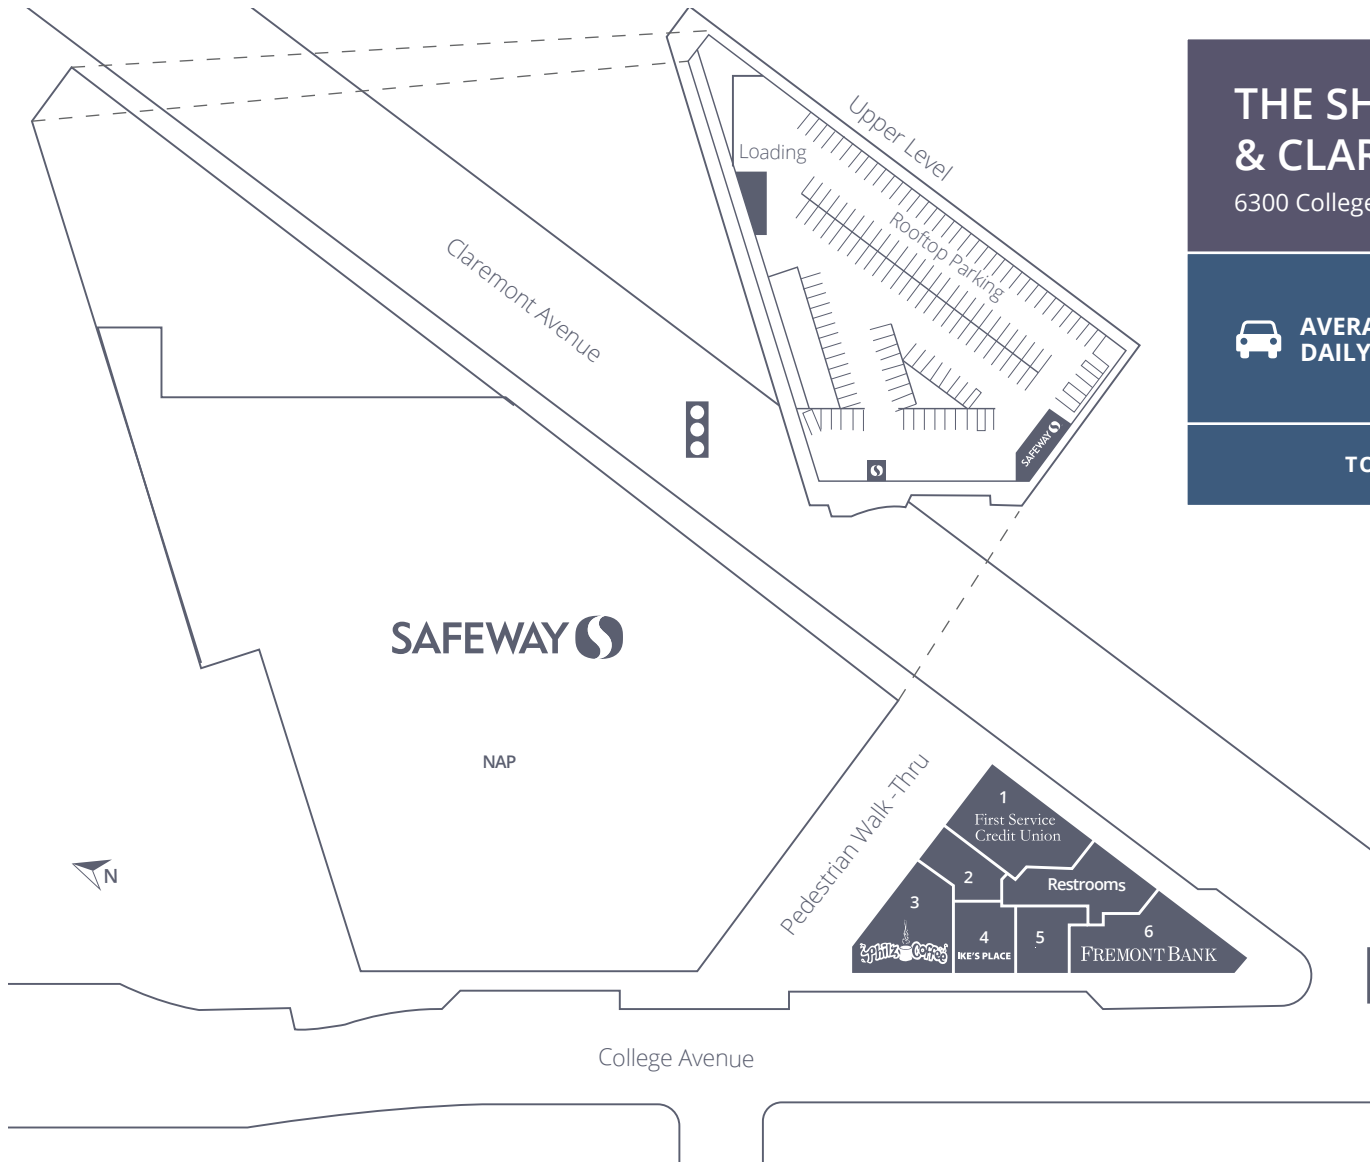 THE SH
& CLAR
6300 College
AVERA
DAILY
TO
Upper Level
Loading
Rooftop Parking
SAFEWAY
Claremont Avenue
SAFEWAY
NAP
N
Pedestrian Walk -Thru
1
First Service
Credit Union
2
Restrooms
3
Philz Coffee
4
IKE'S PLACE
5
6
FREMONT BANK
College Avenue